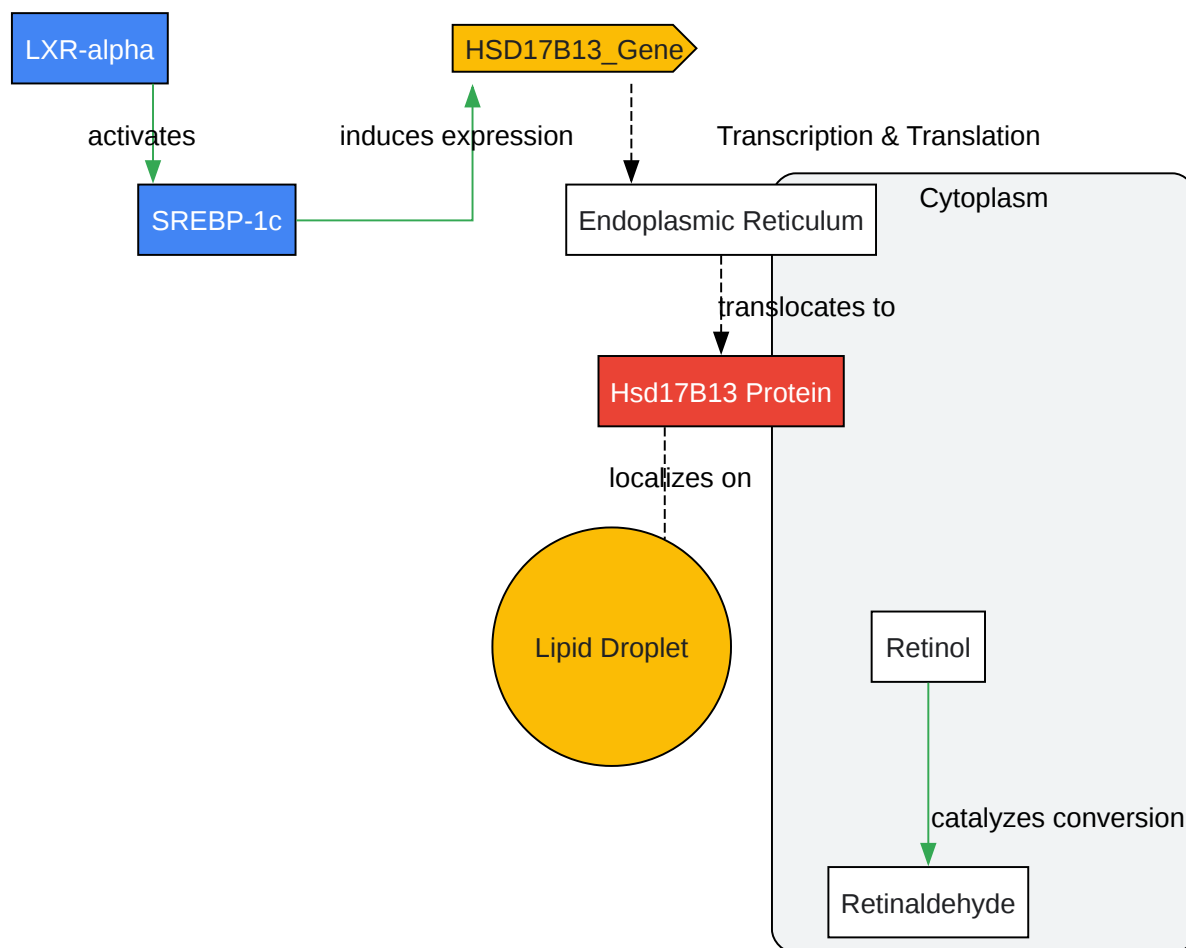 LXR-alpha
HSD17B13_Gene
activates
induces expression
Transcription & Translation
SREBP-1c
Endoplasmic Reticulum
Cytoplasm
translocates to
Hsd17B13 Protein
localizes on
Lipid Droplet
Retinol
catalyzes conversion
Retinaldehyde